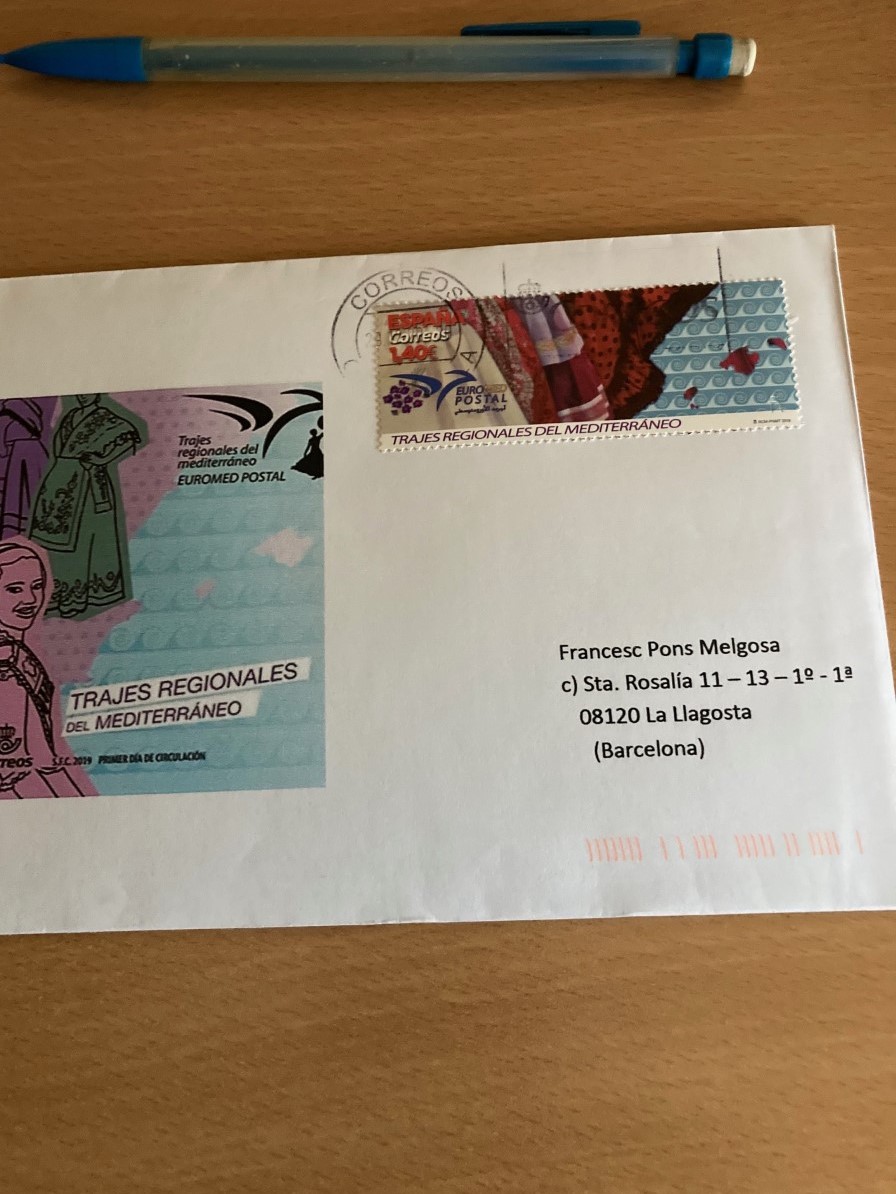 CORREOS
ESPAÑA
Correos
1,40€
EURO
POSTAL
TRAJES REGIONALES DEL MEDITERRÁNEO
Trajes
regionales del
mediterráneo
EUROMED POSTAL
TRAJES REGIONALES
DEL MEDITERRÁNEO
S.F.C. 2019 PRIMER DÍA DE CIRCULACIÓN
Francesc Pons Melgosa
c) Sta. Rosalía 11 – 13 – 1º - 1ª
08120 La Llagosta
(Barcelona)